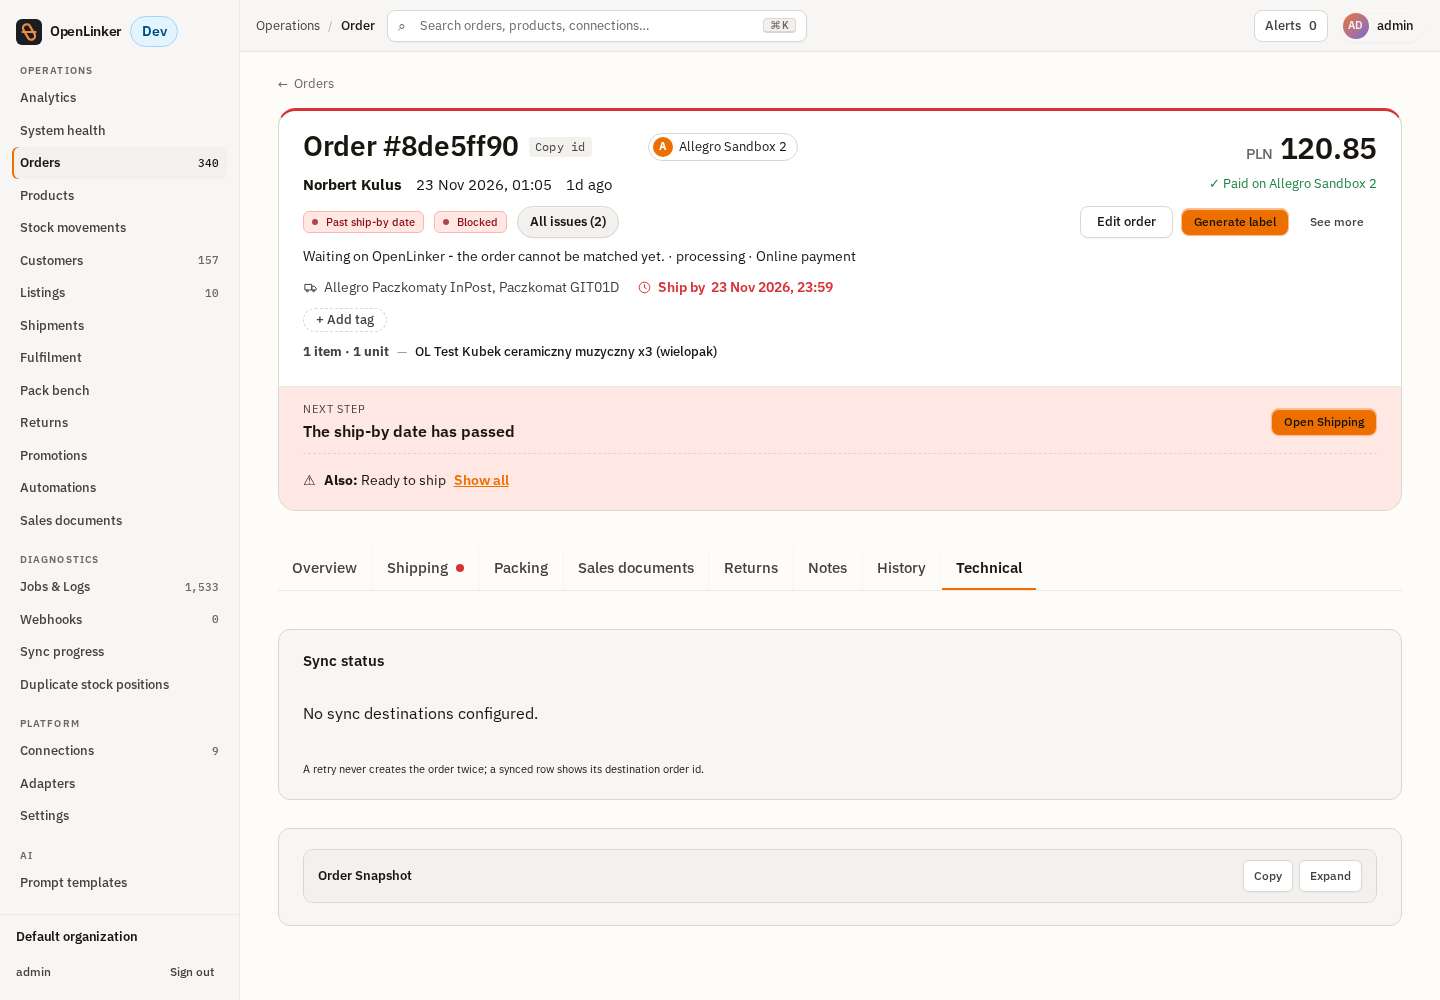 OpenLinker Dev
OPERATIONS
Analytics
System health
Orders 340
Products
Stock movements
Customers 157
Listings 10
Shipments
Fulfilment
Pack bench
Returns
Promotions
Automations
Sales documents
DIAGNOSTICS
Jobs & Logs 1,533
Webhooks 0
Sync progress
Duplicate stock positions
PLATFORM
Connections 9
Adapters
Settings
AI
Prompt templates
Default organization
admin Sign out
Operations / Order Search orders, products, connections... ⌘K Alerts 0 AD admin
← Orders
Order #8de5ff90 Copy id A Allegro Sandbox 2 PLN 120.85
Norbert Kulus 23 Nov 2026, 01:05 1d ago ✓ Paid on Allegro Sandbox 2
Past ship-by date Blocked All issues (2) Edit order Generate label See more
Waiting on OpenLinker - the order cannot be matched yet. · processing · Online payment
Allegro Paczkomaty InPost, Paczkomat GIT01D Ship by 23 Nov 2026, 23:59
+ Add tag
1 item · 1 unit — OL Test Kubek ceramiczny muzyczny x3 (wielopak)
NEXT STEP
The ship-by date has passed Open Shipping
⚠ Also: Ready to ship Show all
Overview Shipping Packing Sales documents Returns Notes History Technical
Sync status
No sync destinations configured.
A retry never creates the order twice; a synced row shows its destination order id.
Order Snapshot Copy Expand